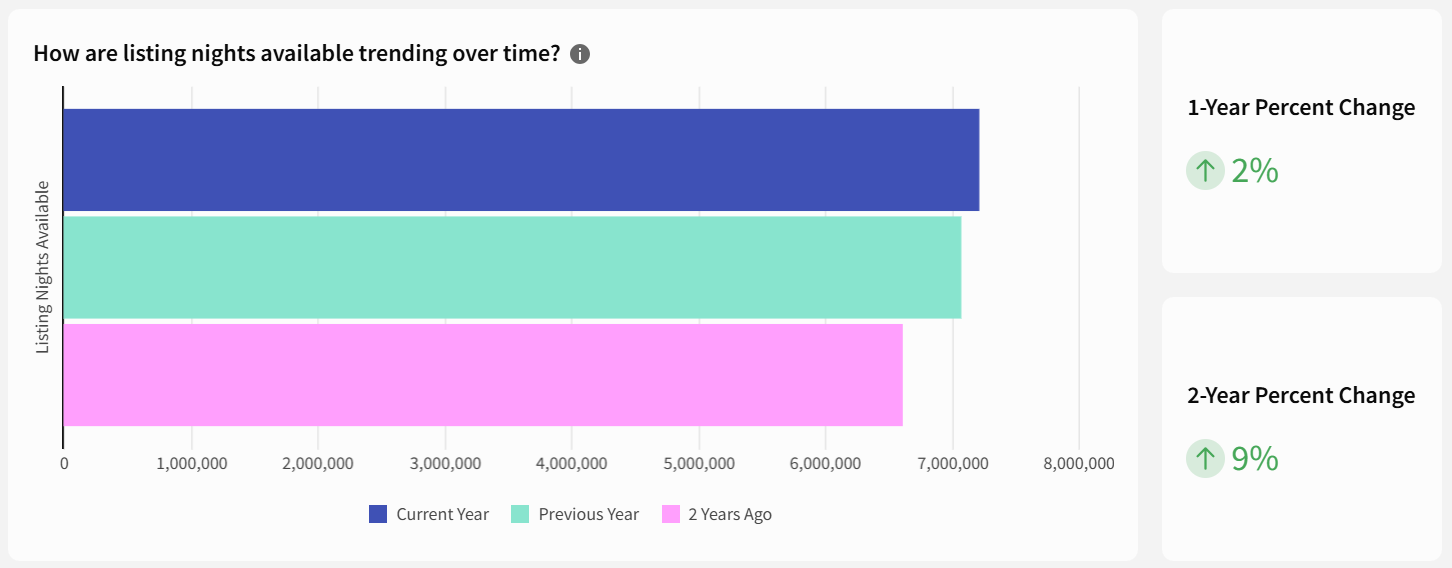 How are listing nights available trending over time?
Listing Nights Available
0 1,000,000 2,000,000 3,000,000 4,000,000 5,000,000 6,000,000 7,000,000 8,000,000
Current Year Previous Year 2 Years Ago
1-Year Percent Change
2%
2-Year Percent Change
9%